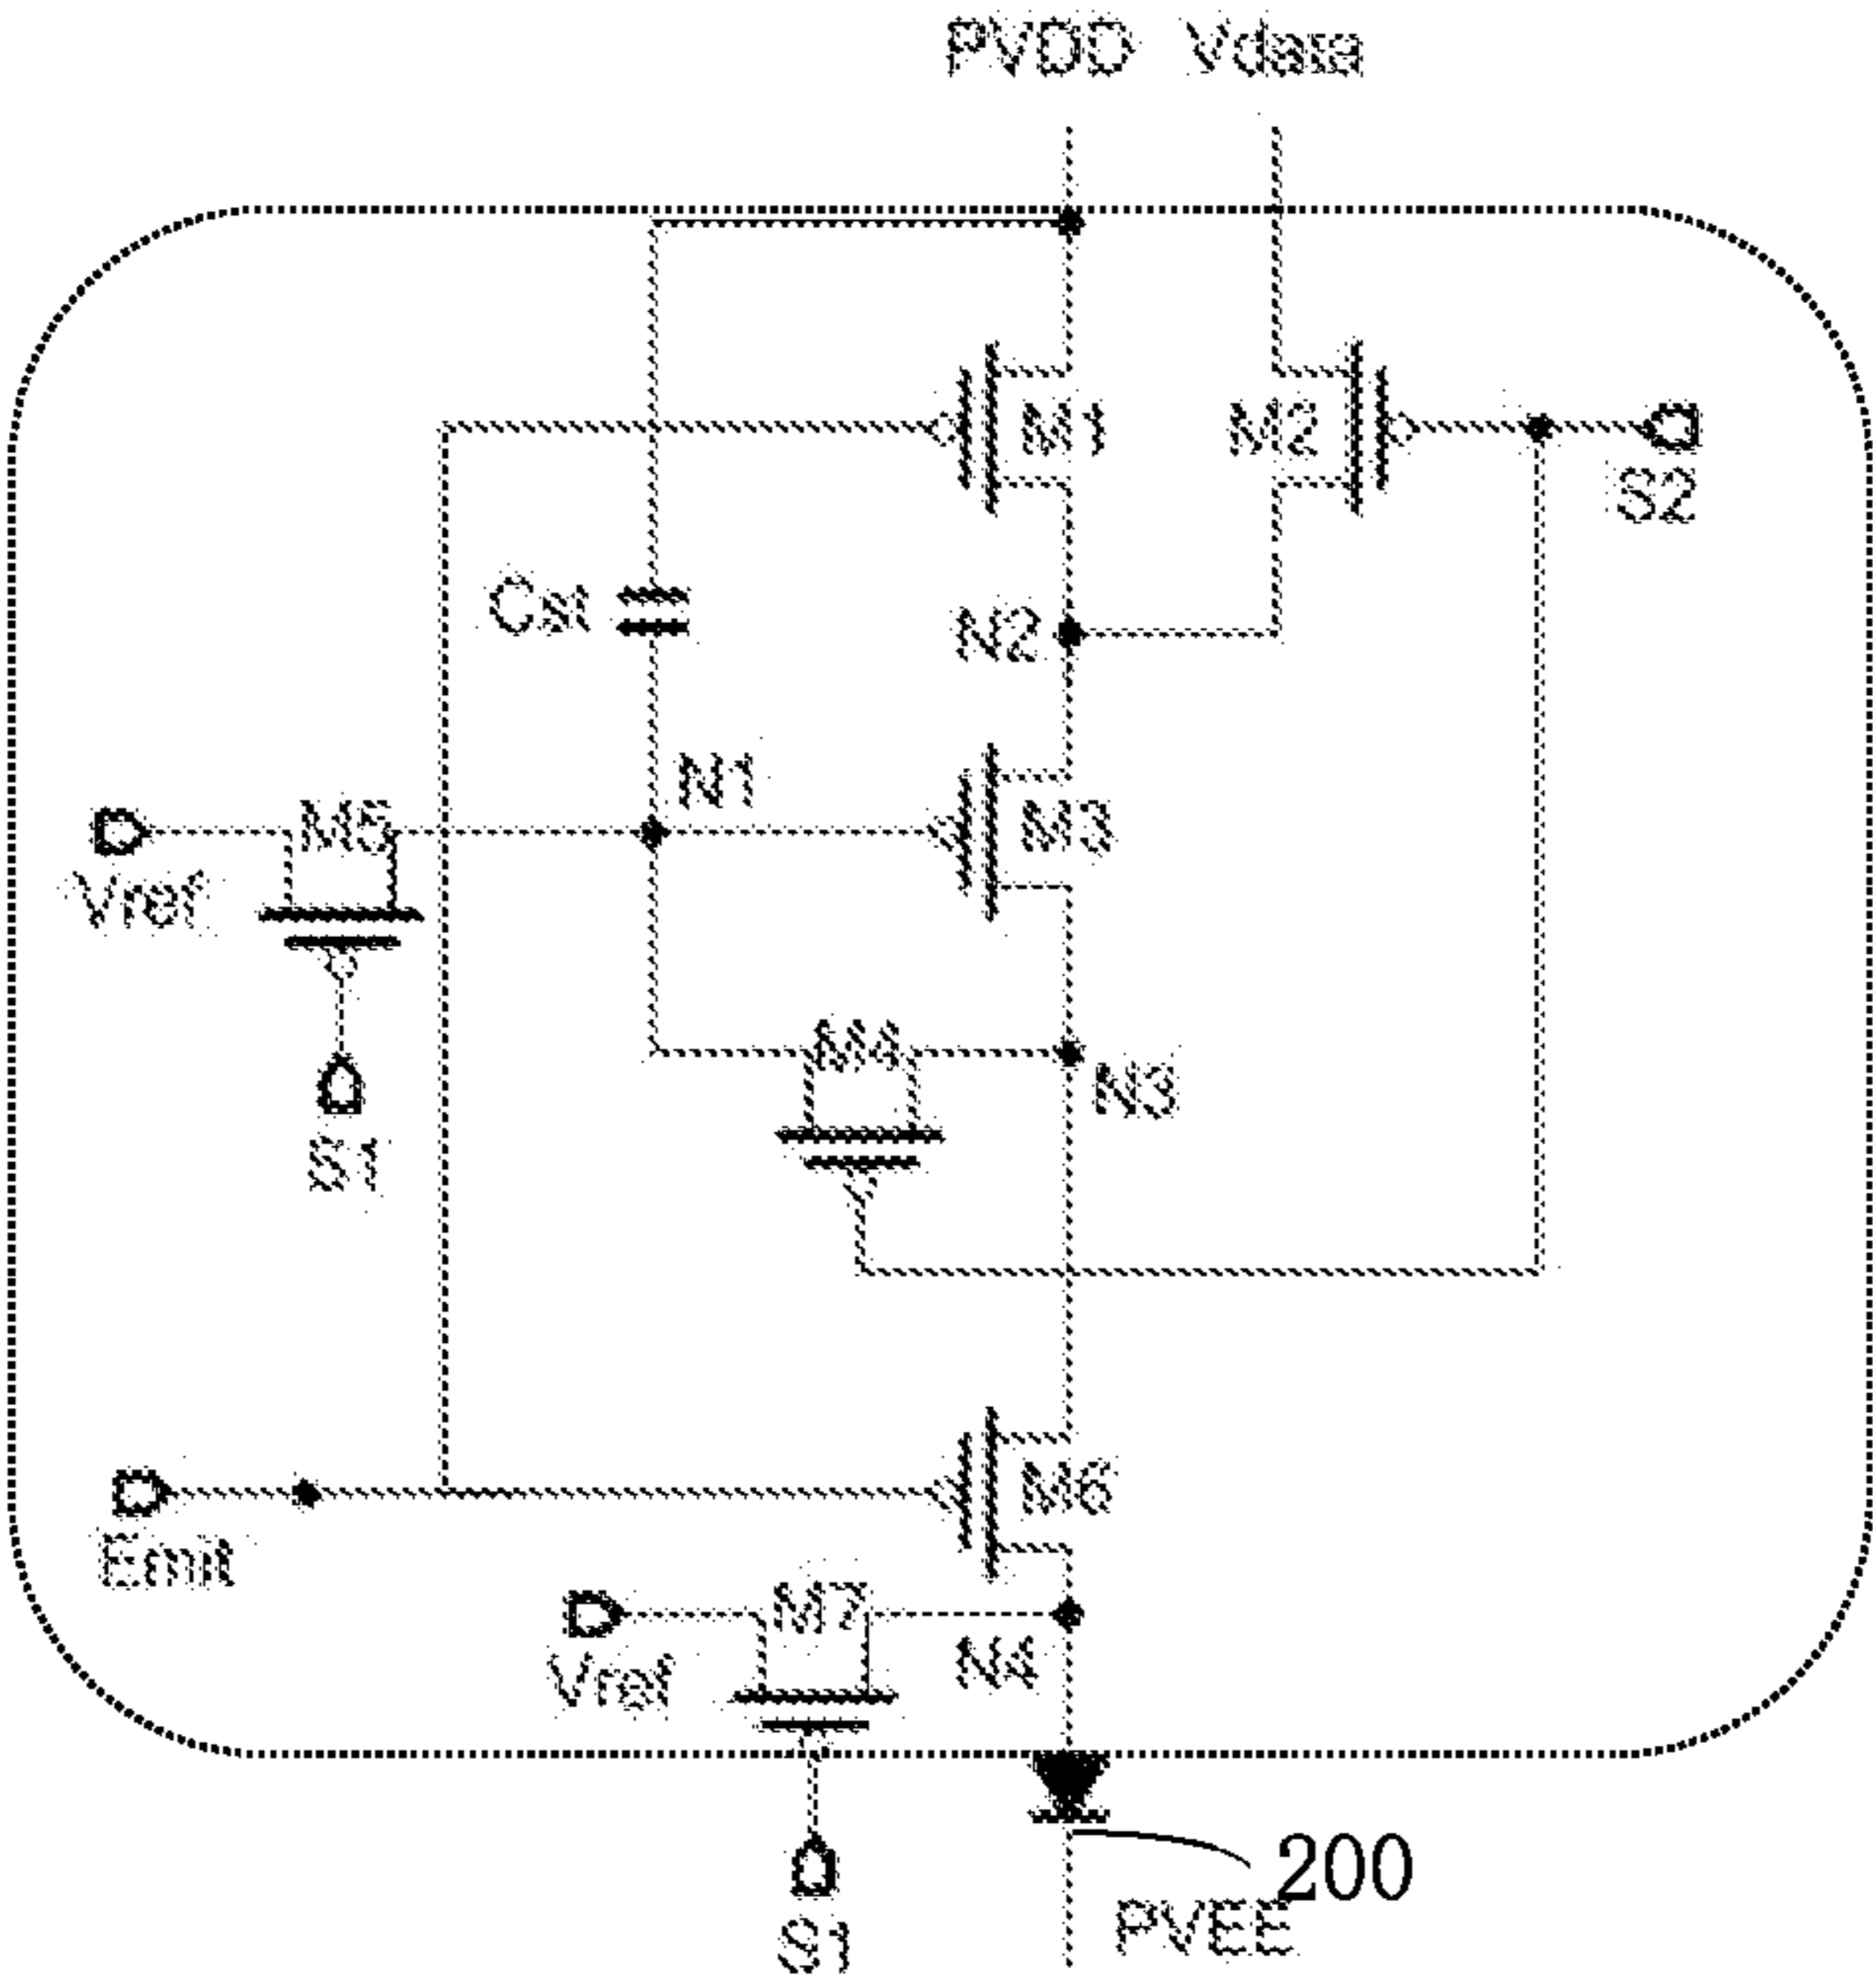 PVDD Vdata
M1
M2
S2
Cst
N2
N1
M5
M3
Vref
M4
N3
S1
M6
Emit
M7
Vref
N4
200
PVEE
S1